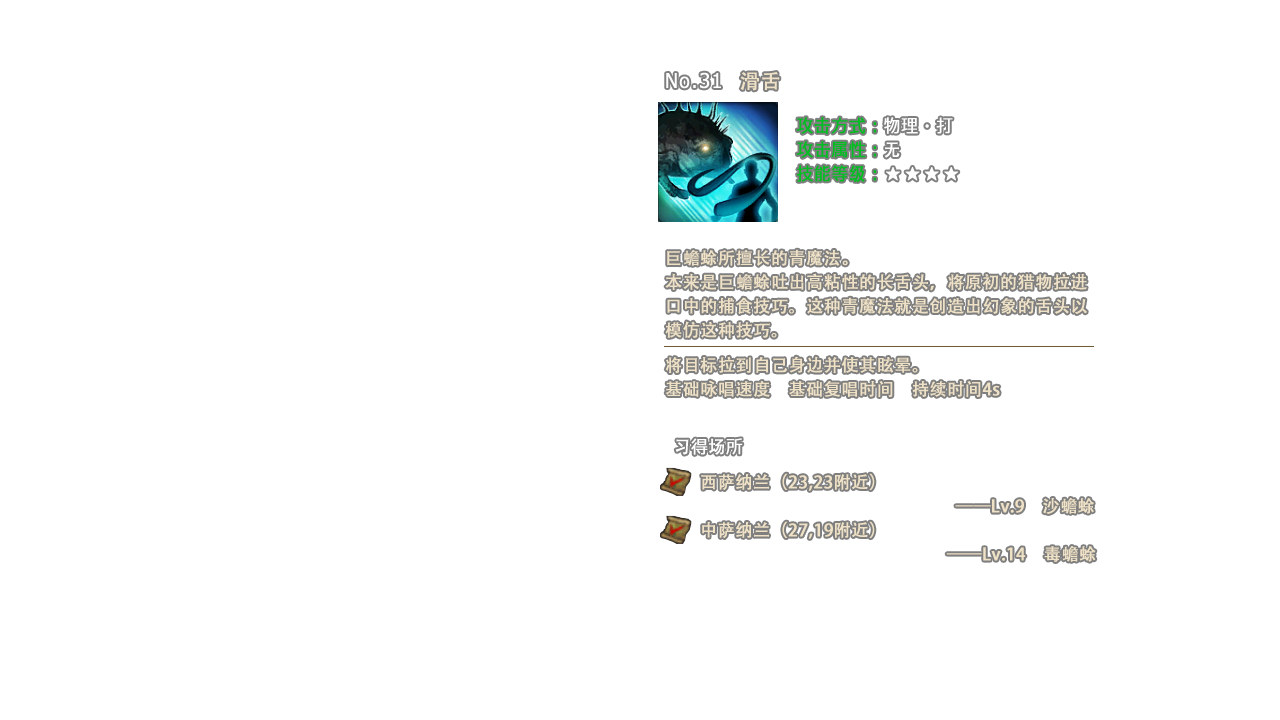 No.31 滑舌
攻击方式：物理·打
攻击属性：无
技能等级：☆☆☆☆
巨蟾蜍所擅长的青魔法。
本来是巨蟾蜍吐出高粘性的长舌头，将原初的猎物拉进
口中的捕食技巧。这种青魔法就是创造出幻象的舌头以
模仿这种技巧。
将目标拉到自己身边并使其眩晕。
基础咏唱速度 基础复唱时间 持续时间4s
习得场所
西萨纳兰（23,23附近）
——Lv.9 沙蟾蜍
中萨纳兰（27,19附近）
——Lv.14 毒蟾蜍